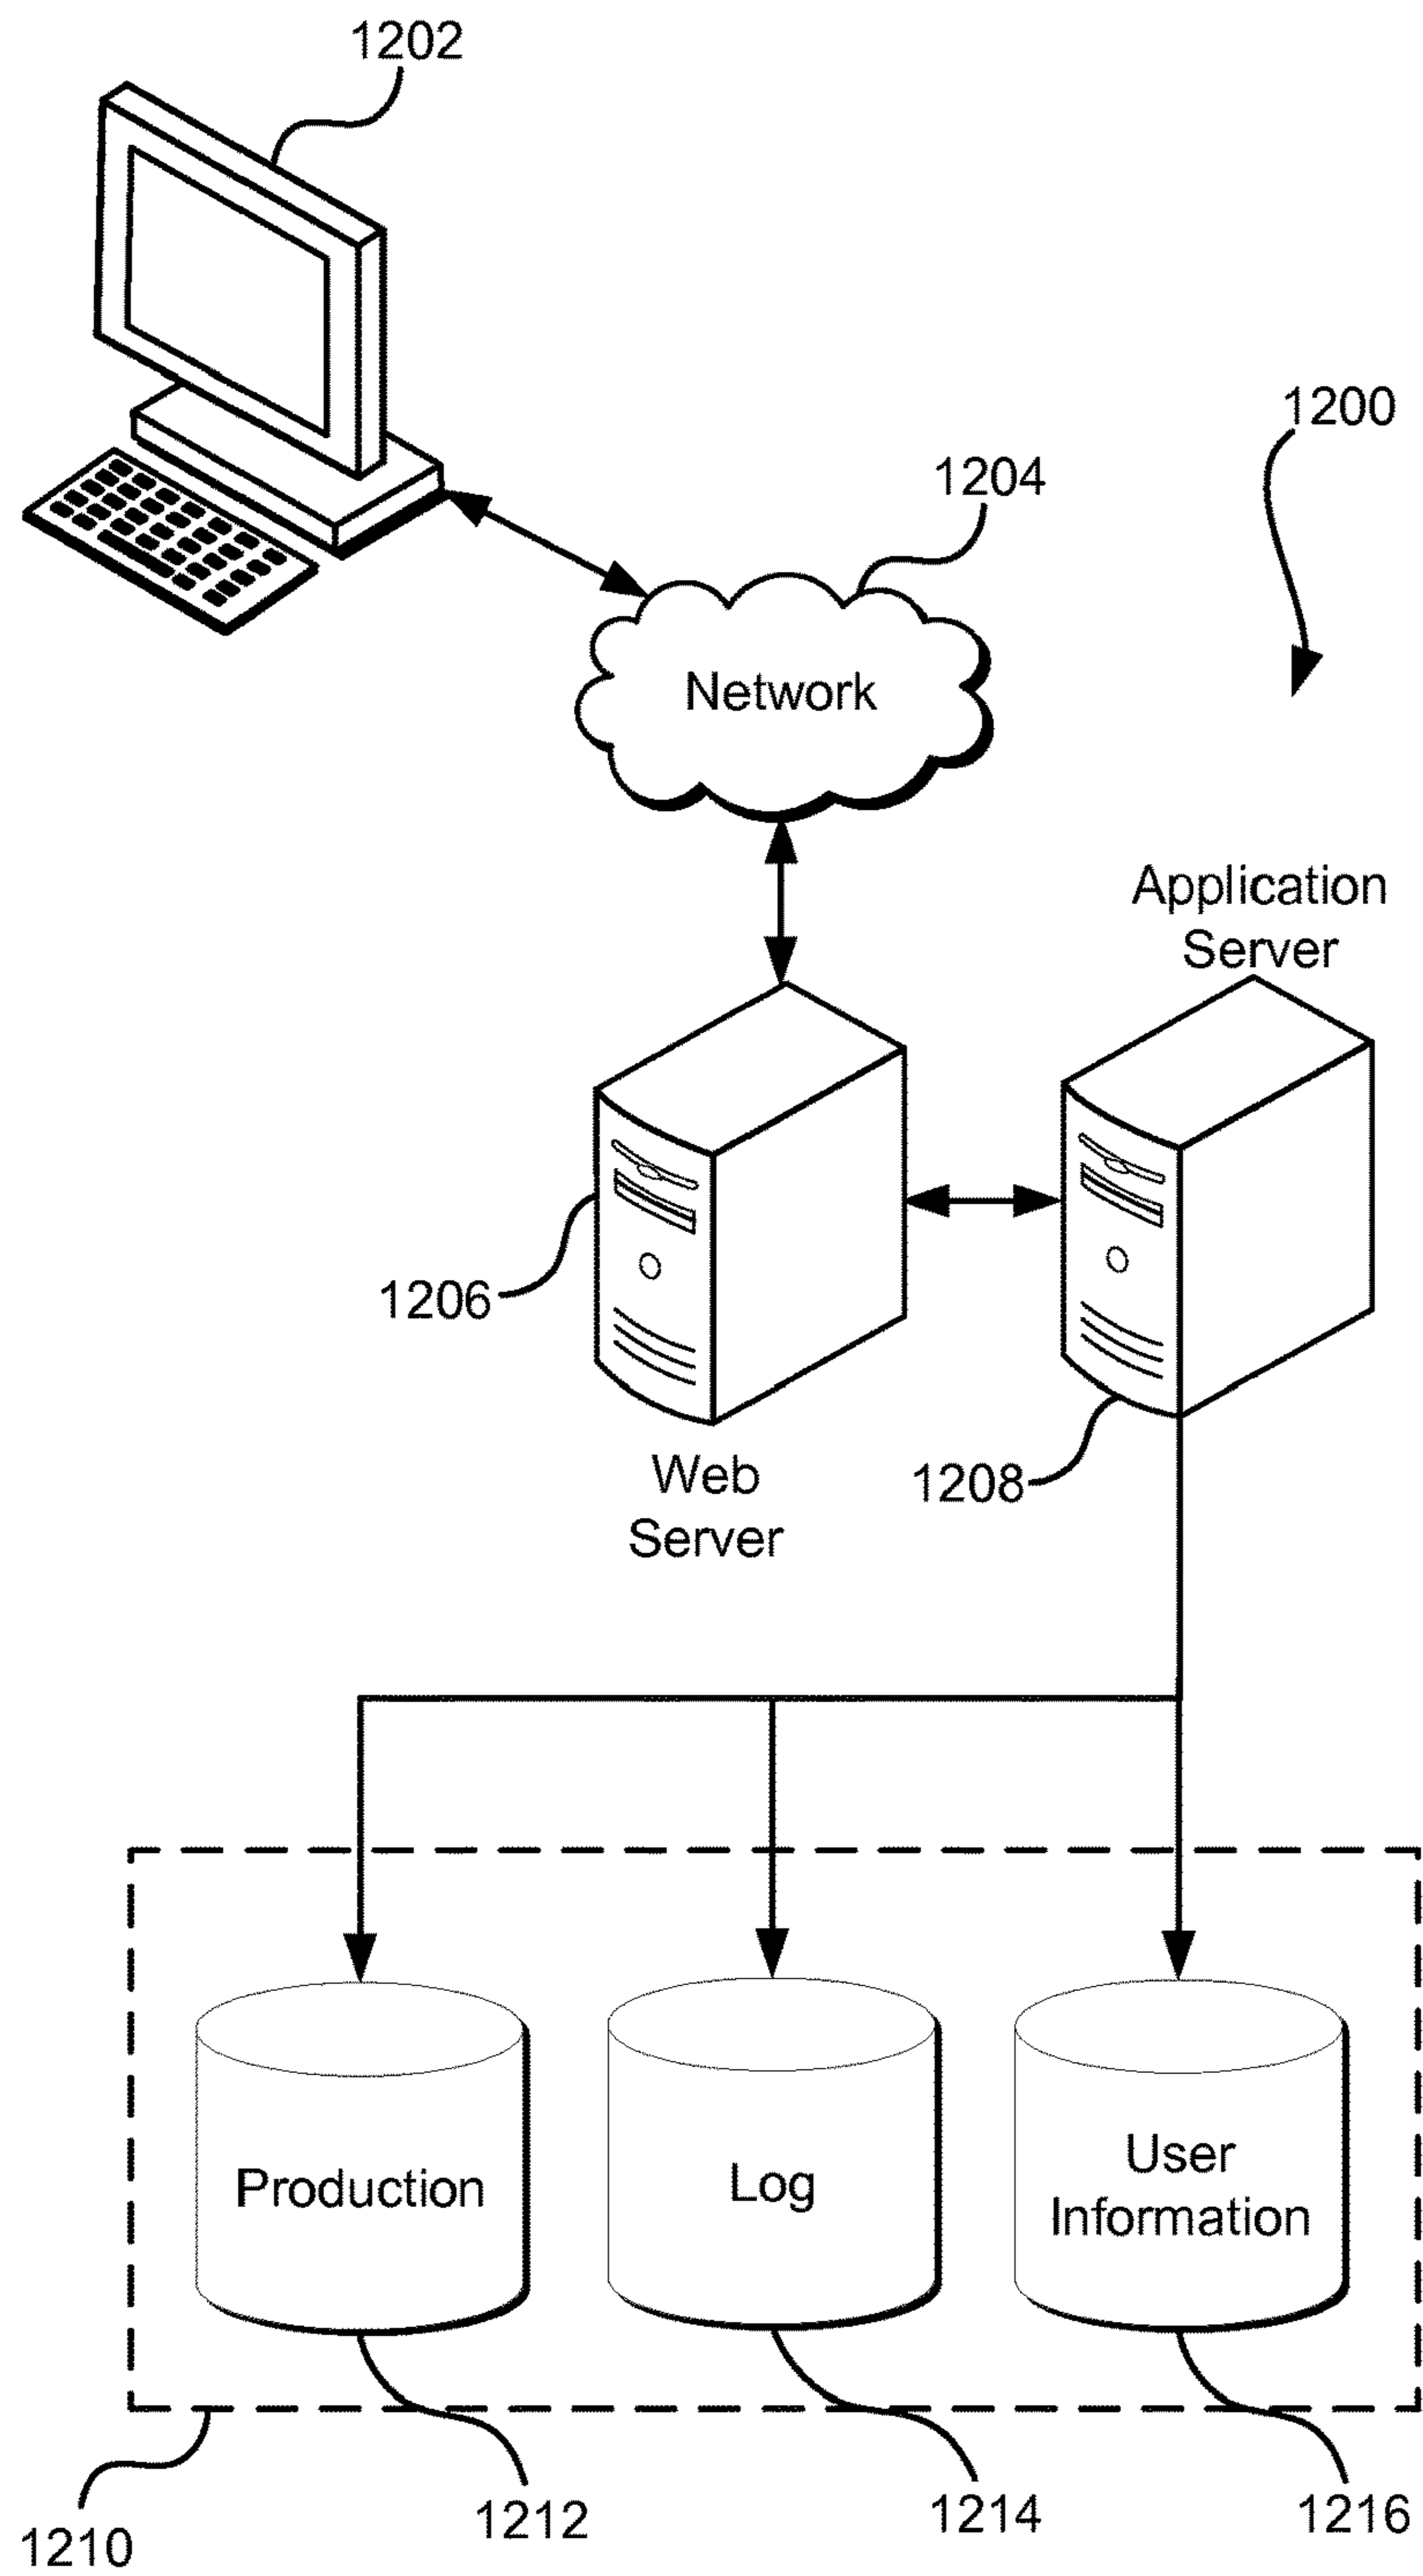 1202
1200
1204
Network
Application
Server
1206
Web
Server
1208
Production
Log
User
Information
1210
1212
1214
1216